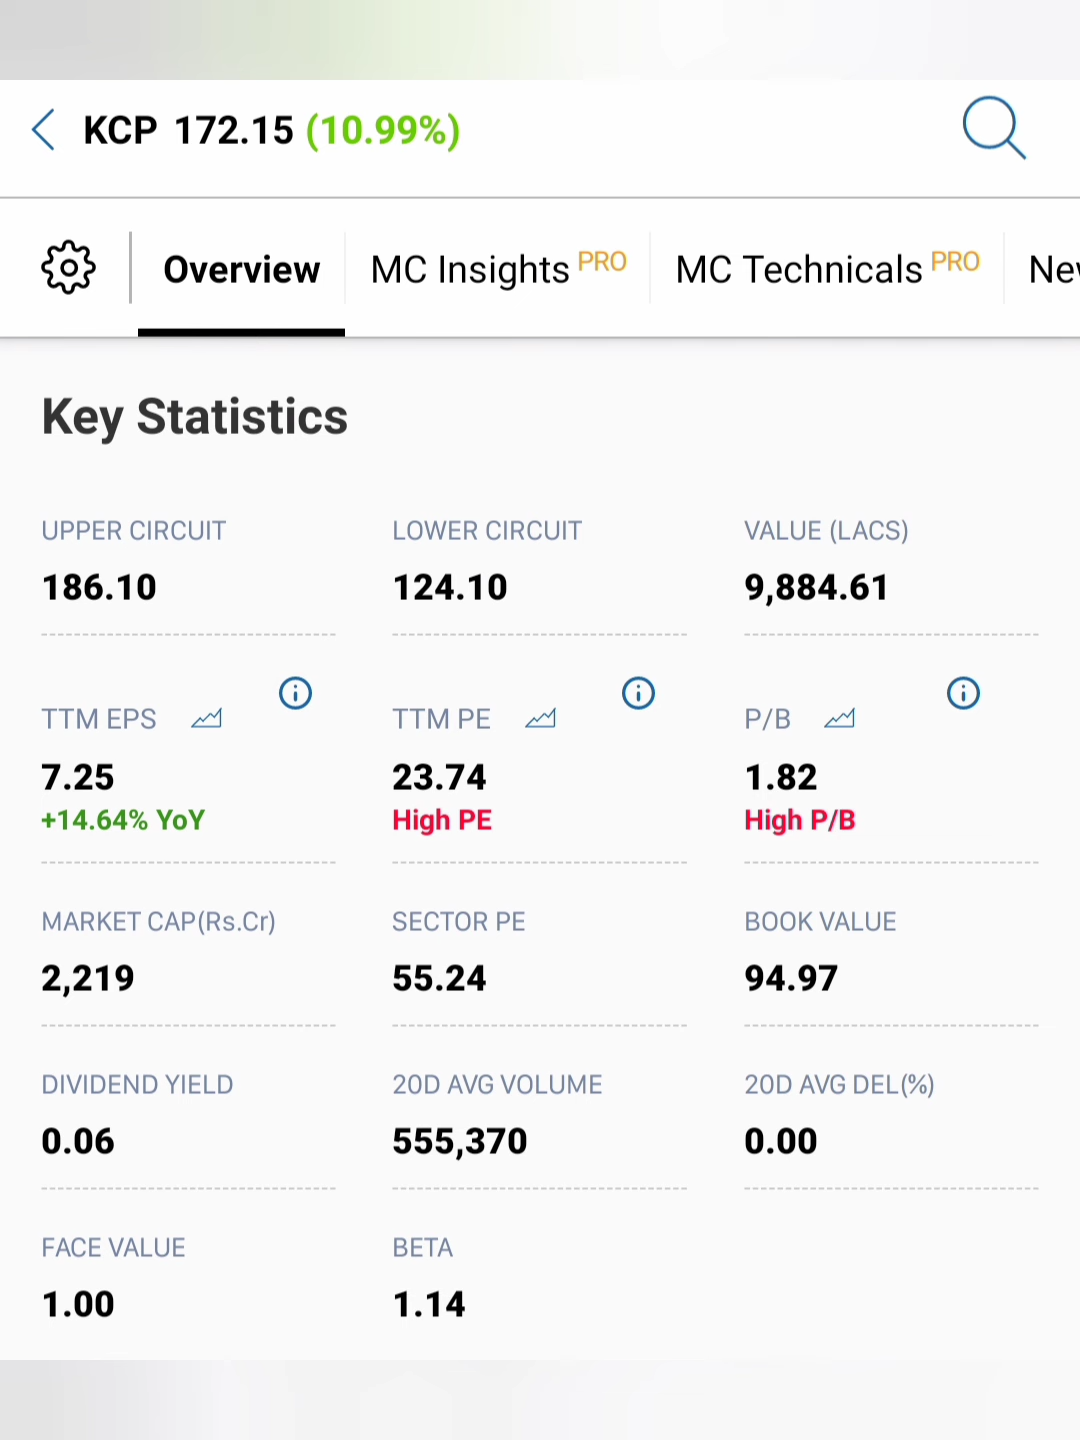 KCP 172.15 (10.99%)
Overview MC Insights PRO MC Technicals PRO
Key Statistics
UPPER CIRCUIT LOWER CIRCUIT VALUE (LACS)
186.10 124.10 9,884.61
TTM EPS TTM PE P/B
7.25 23.74 1.82
+14.64% YoY High PE High P/B
MARKET CAP(Rs.Cr) SECTOR PE BOOK VALUE
2,219 55.24 94.97
DIVIDEND YIELD 20D AVG VOLUME 20D AVG DEL(%)
0.06 555,370 0.00
FACE VALUE BETA
1.00 1.14